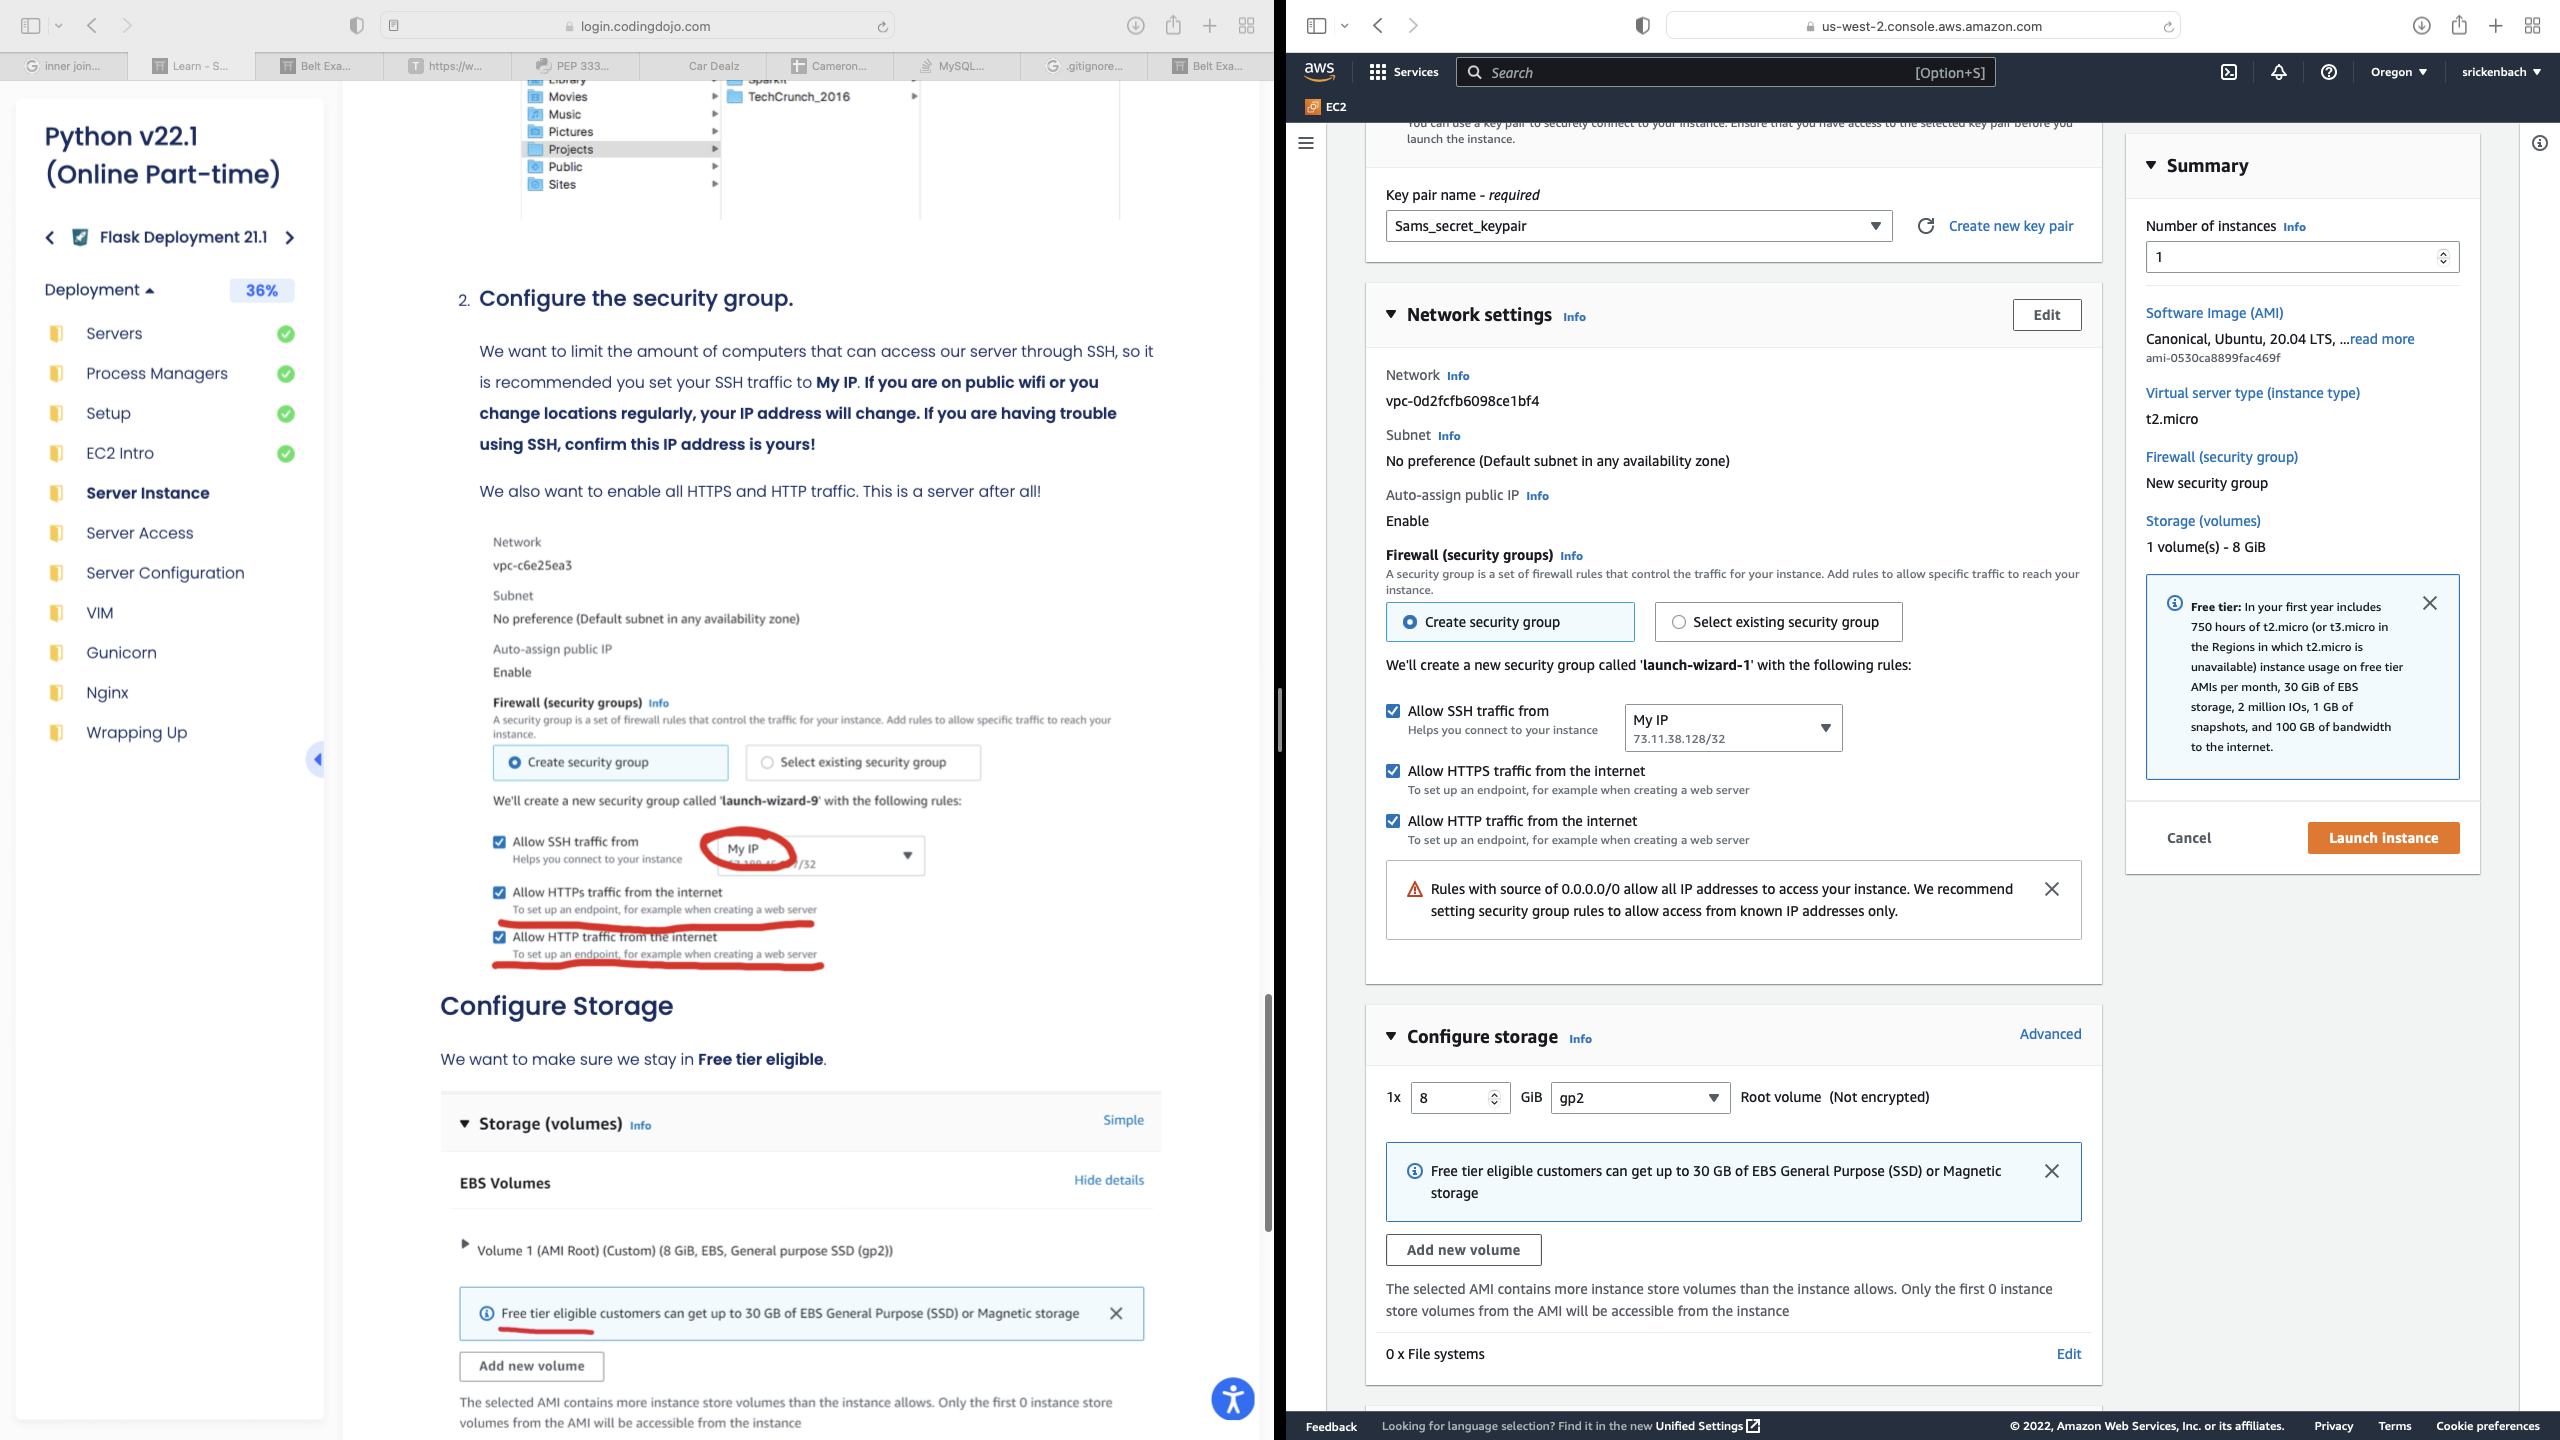 login.codingdojo.com
inner join...
Learn - S...
Belt Exa...
https://w...
PEP 333...
Car Dealz
Cameron...
MySQL...
.gitignore...
Belt Exa...
Python v22.1
(Online Part-time)
Flask Deployment 21.1
Deployment
36%
Servers
Process Managers
Setup
EC2 Intro
Server Instance
Server Access
Server Configuration
VIM
Gunicorn
Nginx
Wrapping Up
Library
Movies
Music
Pictures
Projects
Public
Sites
TechCrunch_2016
2. Configure the security group.
We want to limit the amount of computers that can access our server through SSH, so it
is recommended you set your SSH traffic to My IP. If you are on public wifi or you
change locations regularly, your IP address will change. If you are having trouble
using SSH, confirm this IP address is yours!
We also want to enable all HTTPS and HTTP traffic. This is a server after all!
Network
vpc-c6e25ea3
Subnet
No preference (Default subnet in any availability zone)
Auto-assign public IP
Enable
Firewall (security groups) Info
A security group is a set of firewall rules that control the traffic for your instance. Add rules to allow specific traffic to reach your
instance.
Create security group
Select existing security group
We'll create a new security group called 'launch-wizard-9' with the following rules:
Allow SSH traffic from
Helps you connect to your instance
My IP
/32
Allow HTTPs traffic from the internet
To set up an endpoint, for example when creating a web server
Allow HTTP traffic from the internet
To set up an endpoint, for example when creating a web server
Configure Storage
We want to make sure we stay in Free tier eligible.
Storage (volumes) Info
Simple
EBS Volumes
Hide details
Volume 1 (AMI Root) (Custom) (8 GiB, EBS, General purpose SSD (gp2))
Free tier eligible customers can get up to 30 GB of EBS General Purpose (SSD) or Magnetic storage
Add new volume
The selected AMI contains more instance store volumes than the instance allows. Only the first 0 instance store
volumes from the AMI will be accessible from the instance
us-west-2.console.aws.amazon.com
aws
Services
Search
[Option+S]
Oregon
srickenbach
EC2
You can use a key pair to securely connect to your instance. Ensure that you have access to the selected key pair before you
launch the instance.
Key pair name - required
Sams_secret_keypair
Create new key pair
Network settings Info
Edit
Network Info
vpc-0d2fcfb6098ce1bf4
Subnet Info
No preference (Default subnet in any availability zone)
Auto-assign public IP Info
Enable
Firewall (security groups) Info
A security group is a set of firewall rules that control the traffic for your instance. Add rules to allow specific traffic to reach your
instance.
Create security group
Select existing security group
We'll create a new security group called 'launch-wizard-1' with the following rules:
Allow SSH traffic from
Helps you connect to your instance
My IP
73.11.38.128/32
Allow HTTPS traffic from the internet
To set up an endpoint, for example when creating a web server
Allow HTTP traffic from the internet
To set up an endpoint, for example when creating a web server
Rules with source of 0.0.0.0/0 allow all IP addresses to access your instance. We recommend
setting security group rules to allow access from known IP addresses only.
Configure storage Info
Advanced
1x
8
GiB
gp2
Root volume (Not encrypted)
Free tier eligible customers can get up to 30 GB of EBS General Purpose (SSD) or Magnetic
storage
Add new volume
The selected AMI contains more instance store volumes than the instance allows. Only the first 0 instance
store volumes from the AMI will be accessible from the instance
0 x File systems
Edit
Summary
Number of instances Info
1
Software Image (AMI)
Canonical, Ubuntu, 20.04 LTS, ...read more
ami-0530ca8899fac469f
Virtual server type (instance type)
t2.micro
Firewall (security group)
New security group
Storage (volumes)
1 volume(s) - 8 GiB
Free tier: In your first year includes
750 hours of t2.micro (or t3.micro in
the Regions in which t2.micro is
unavailable) instance usage on free tier
AMIs per month, 30 GiB of EBS
storage, 2 million IOs, 1 GB of
snapshots, and 100 GB of bandwidth
to the internet.
Cancel
Launch instance
Feedback
Looking for language selection? Find it in the new Unified Settings
© 2022, Amazon Web Services, Inc. or its affiliates.
Privacy
Terms
Cookie preferences